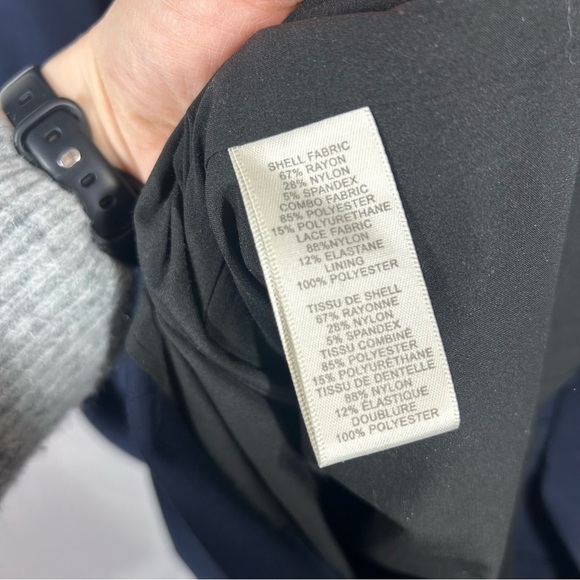 SHELL FABRIC
67% RAYON
28% NYLON
5% SPANDEX
COMBO FABRIC
85% POLYESTER
15% POLYURETHANE
LACE FABRIC
88%NYLON
12% ELASTANE
LINING
100% POLYESTER
TISSU DE SHELL
67% RAYONNE
28% NYLON
5% SPANDEX
TISSU COMBINÉ
85% POLYESTER
15% POLYURÉTHANE
TISSUS DE DENTELLE
88% NYLON
12% ÉLASTIQUE
DOUBLURE
100% POLYESTER